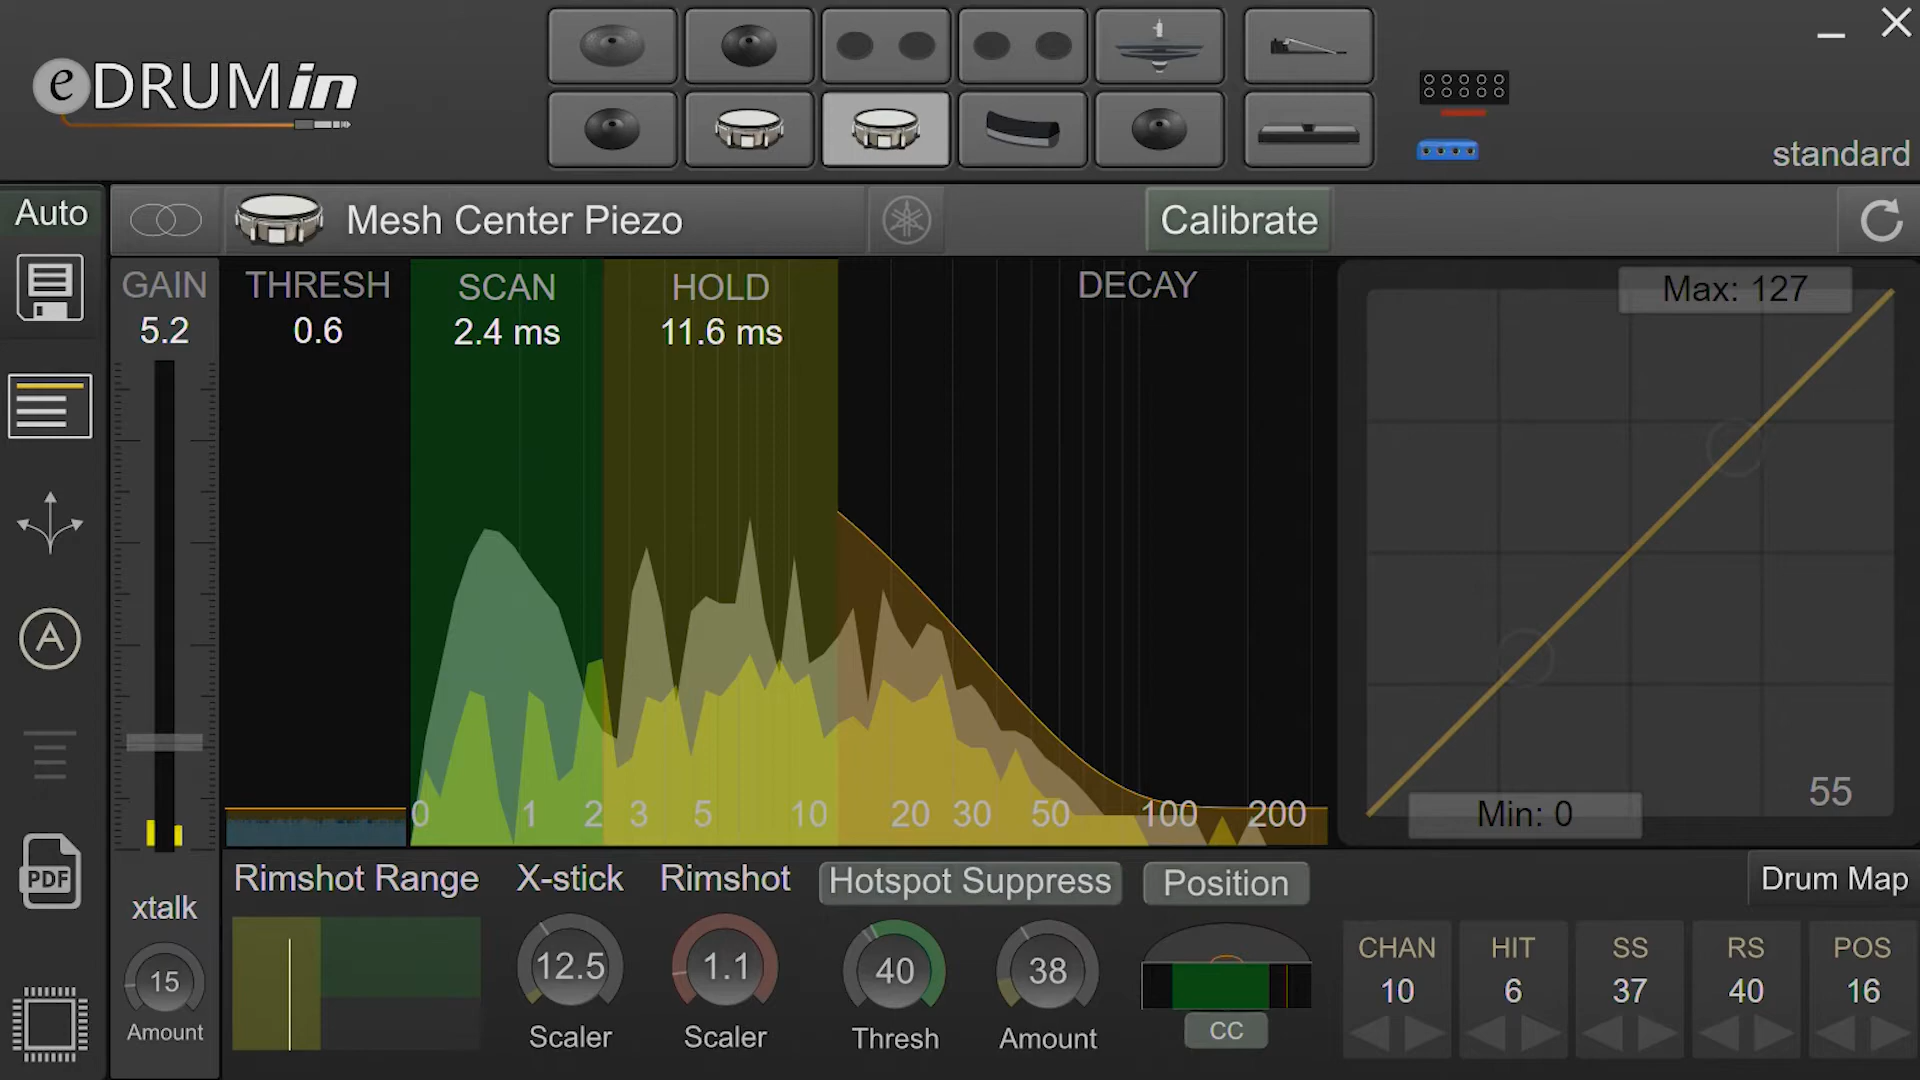 eDRUMin
standard
Auto
Mesh Center Piezo
Calibrate
GAIN
5.2
THRESH
0.6
SCAN
2.4 ms
HOLD
11.6 ms
DECAY
Max: 127
0 1 2 3 5 10 20 30 50 100 200
Min: 0
55
A
PDF
xtalk
15
Amount
Rimshot Range
X-stick
12.5
Scaler
Rimshot
1.1
Scaler
Hotspot Suppress
40
Thresh
38
Amount
Position
CC
Drum Map
CHAN HIT SS RS POS
10 6 37 40 16